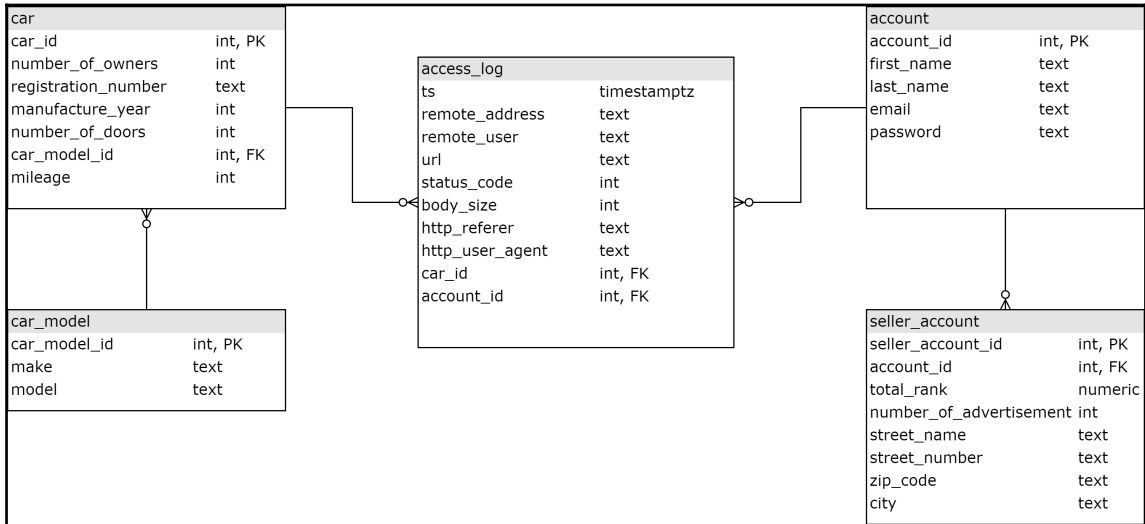 car
car_id int, PK
number_of_owners int
registration_number text
manufacture_year int
number_of_doors int
car_model_id int, FK
mileage int
car_model
car_model_id int, PK
make text
model text
access_log
ts timestamptz
remote_address text
remote_user text
url text
status_code int
body_size int
http_referer text
http_user_agent text
car_id int, FK
account_id int, FK
account
account_id int, PK
first_name text
last_name text
email text
password text
seller_account
seller_account_id int, PK
account_id int, FK
total_rank numeric
number_of_advertisement int
street_name text
street_number text
zip_code text
city text